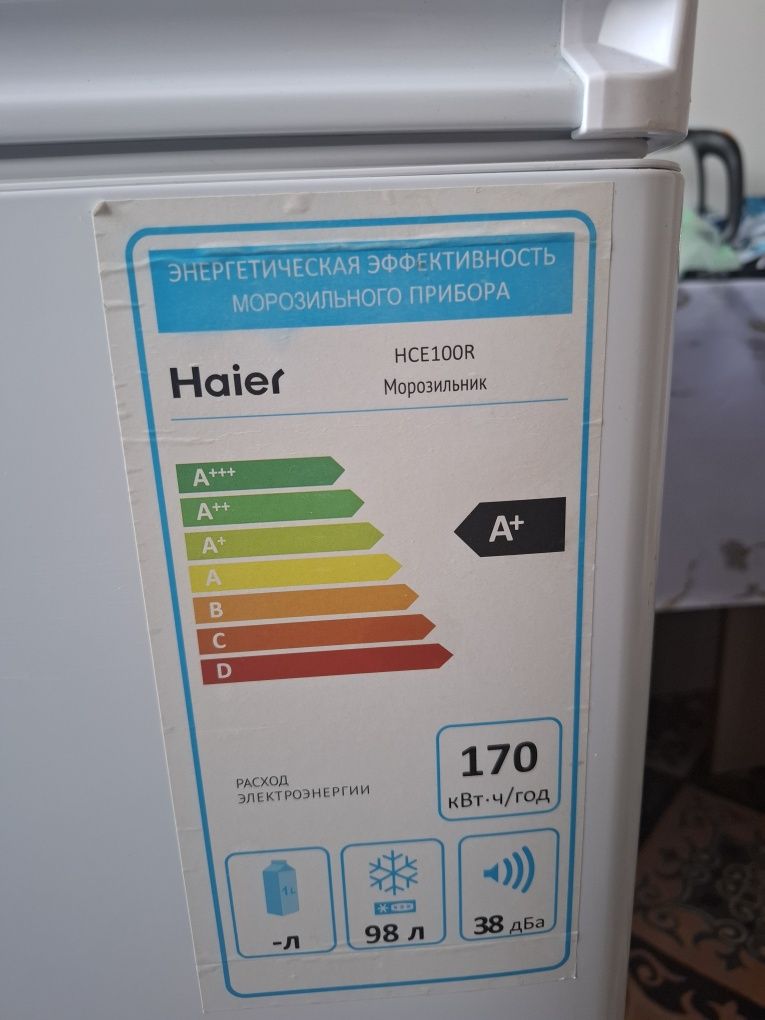 ЭНЕРГЕТИЧЕСКАЯ ЭФФЕКТИВНОСТЬ
МОРОЗИЛЬНОГО ПРИБОРА
Haier
HCE100R
Морозильник
A+++
A++
A+
A
B
C
D
A+
РАСХОД
ЭЛЕКТРОЭНЕРГИИ
170
кВт·ч/год
1L
-л
98 л
38 дБа